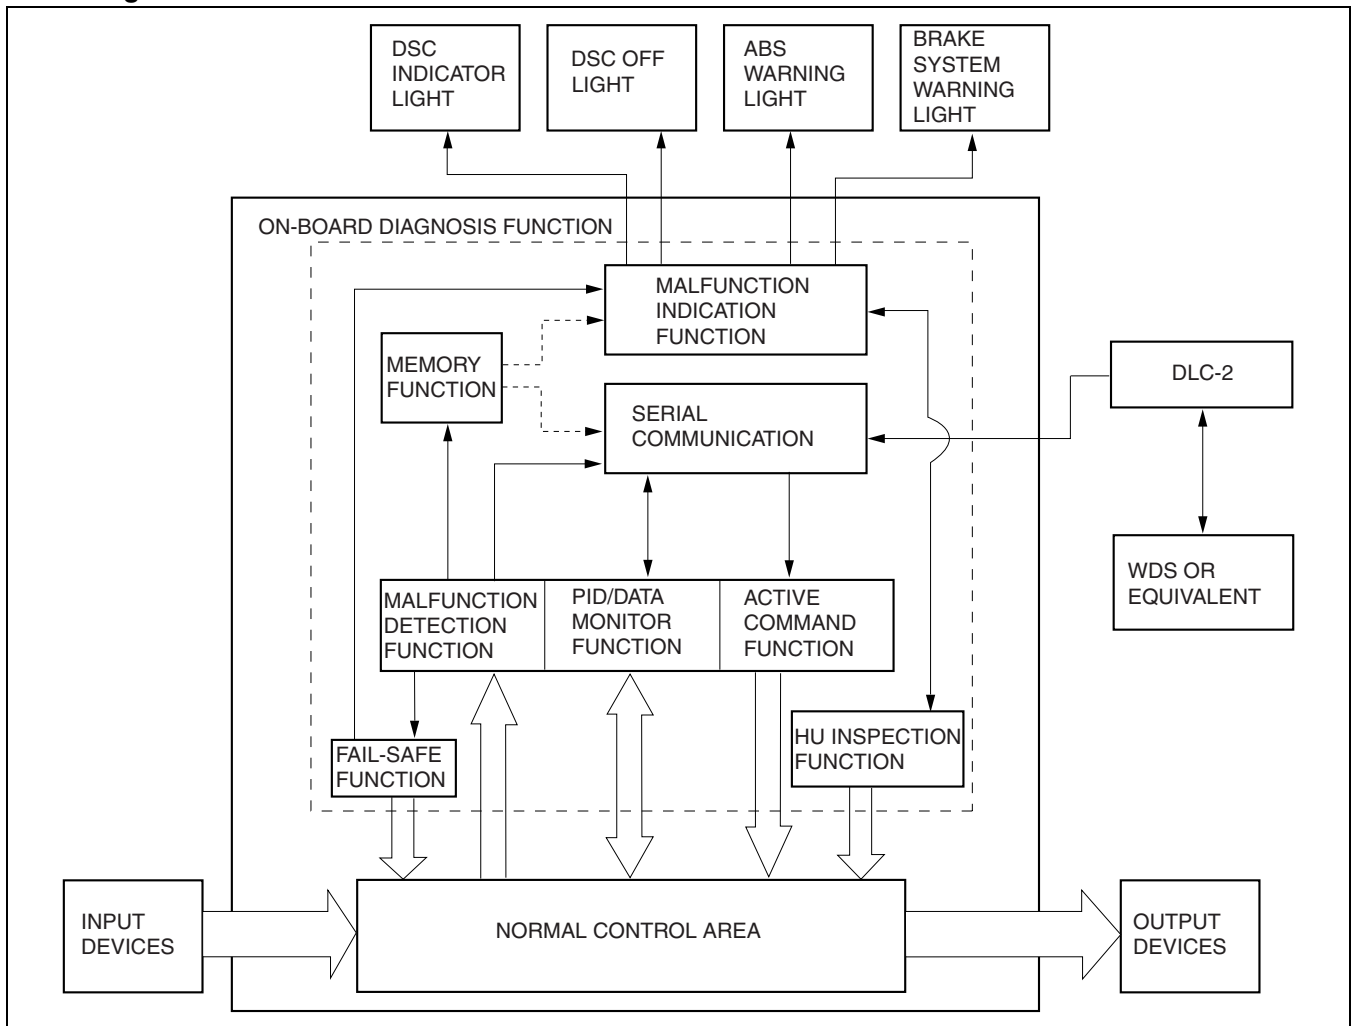 DSC
INDICATOR
LIGHT
DSC OFF
LIGHT
ABS
WARNING
LIGHT
BRAKE
SYSTEM
WARNING
LIGHT
ON-BOARD DIAGNOSIS FUNCTION
MALFUNCTION
INDICATION
FUNCTION
MEMORY
FUNCTION
SERIAL
COMMUNICATION
DLC-2
WDS OR
EQUIVALENT
MALFUNCTION
DETECTION
FUNCTION
PID/DATA
MONITOR
FUNCTION
ACTIVE
COMMAND
FUNCTION
FAIL-SAFE
FUNCTION
HU INSPECTION
FUNCTION
INPUT
DEVICES
NORMAL CONTROL AREA
OUTPUT
DEVICES